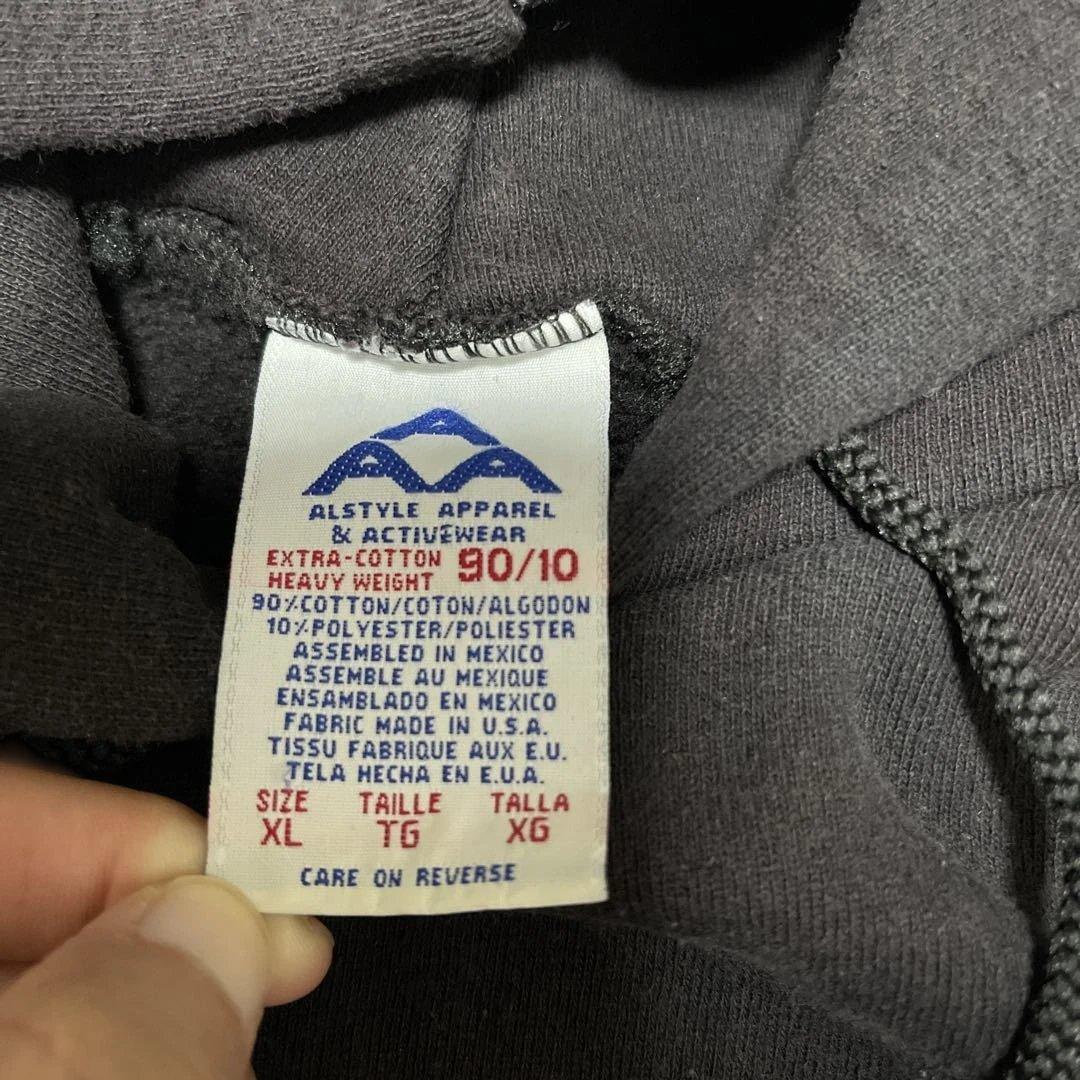 AAA
ALSTYLE APPAREL
& ACTIVEWEAR
EXTRA-COTTON 90/10
HEAVY WEIGHT
90%COTTON/COTON/ALGODON
10%POLYESTER/POLIESTER
ASSEMBLED IN MEXICO
ASSEMBLE AU MEXIQUE
ENSAMBLADO EN MEXICO
FABRIC MADE IN U.S.A.
TISSU FABRIQUE AUX E.U.
TELA HECHA EN E.U.A.
SIZE TAILLE TALLA
XL TG XG
CARE ON REVERSE